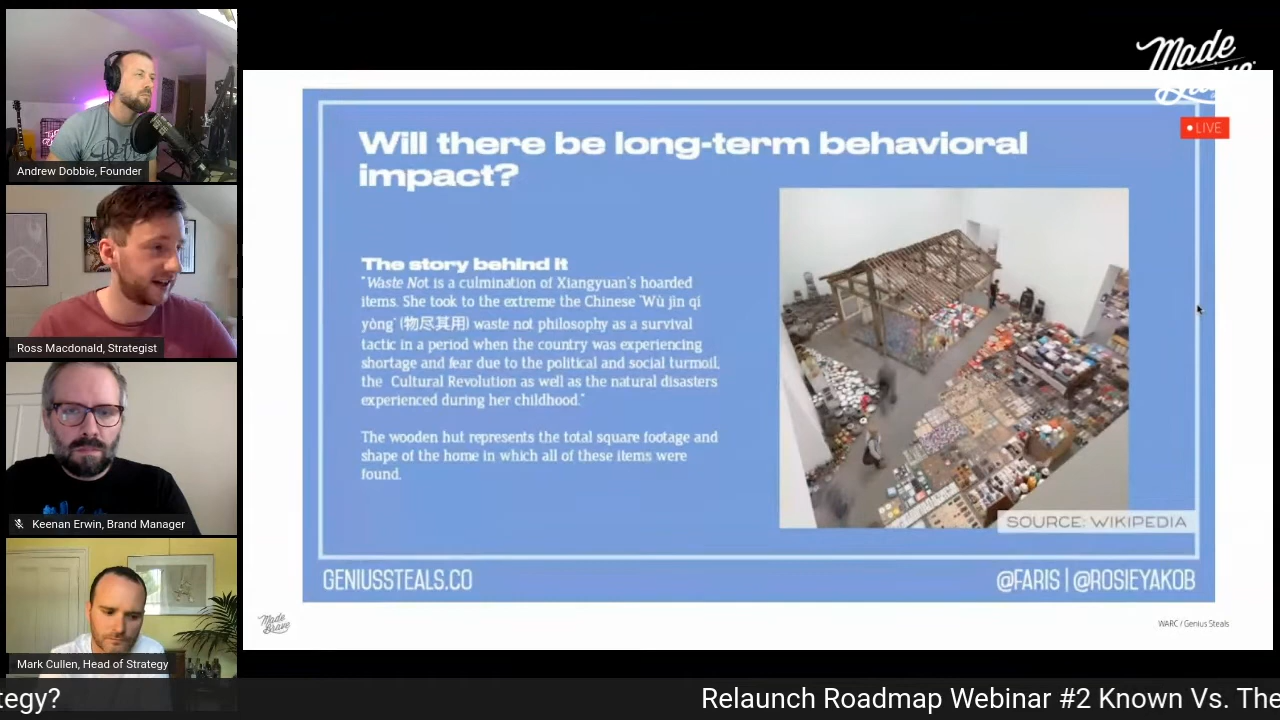 Andrew Dobbie, Founder
Ross Macdonald, Strategist
Keenan Erwin, Brand Manager
Mark Cullen, Head of Strategy
Made
Brave
LIVE
Will there be long-term behavioral
impact?
The story behind it
"Waste Not is a culmination of Xiangyuan's hoarded
items. She took to the extreme the Chinese 'Wù jìn qí
yòng' (物尽其用) waste not philosophy as a survival
tactic in a period when the country was experiencing
shortage and fear due to the political and social turmoil,
the Cultural Revolution as well as the natural disasters
experienced during her childhood."
The wooden hut represents the total square footage and
shape of the home in which all of these items were
found.
SOURCE: WIKIPEDIA
GENIUSSTEALS.CO
@FARIS | @ROSIEYAKOB
Made
Brave
WARC / Genius Steals
tegy?
Relaunch Roadmap Webinar #2 Known Vs. The